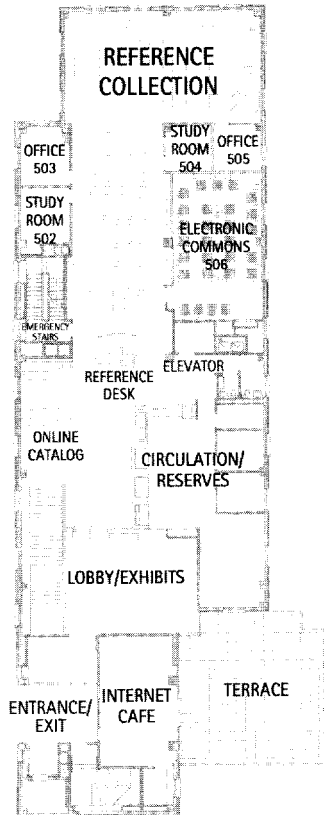 REFERENCE
COLLECTION
OFFICE
503
STUDY
ROOM
504
OFFICE
505
STUDY
ROOM
502
ELECTRONIC
COMMONS
506
EMERGENCY
STAIRS
REFERENCE
DESK
ELEVATOR
ONLINE
CATALOG
CIRCULATION/
RESERVES
LOBBY/EXHIBITS
ENTRANCE/
EXIT
INTERNET
CAFE
TERRACE